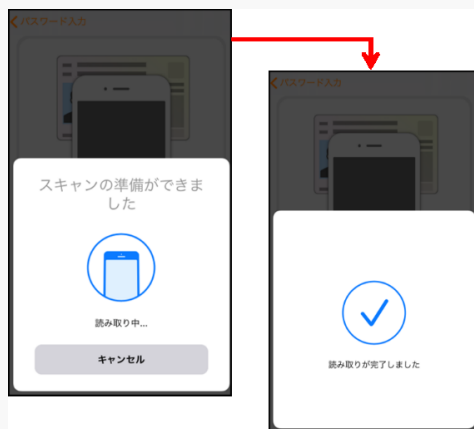 パスワード入力
スキャンの準備ができま
した
読み取り中...
キャンセル
パスワード入力
読み取りが完了しました